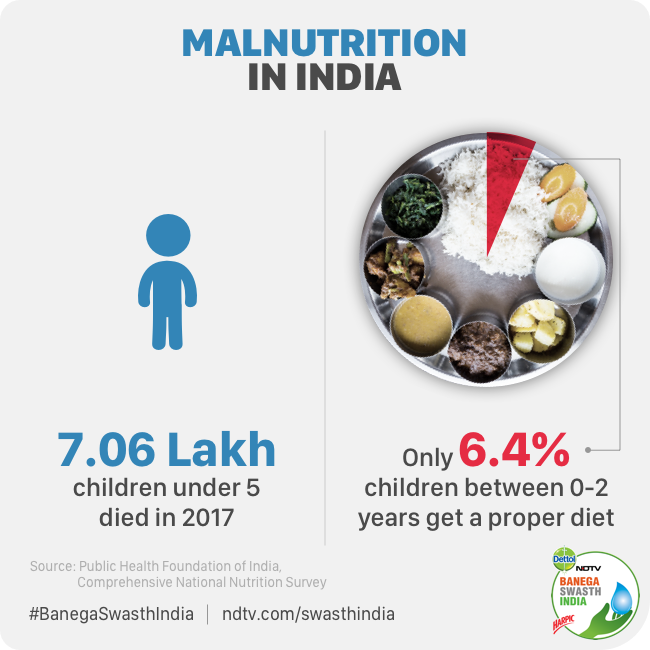 MALNUTRITION
IN INDIA
7.06 Lakh
children under 5
died in 2017
Only 6.4%
children between 0-2
years get a proper diet
Source: Public Health Foundation of India,
Comprehensive National Nutrition Survey
#BanegaSwasthIndia
ndtv.com/swasthindia
Dettol
NDTV
BANEGA
SWASTH
INDIA
HARPIC